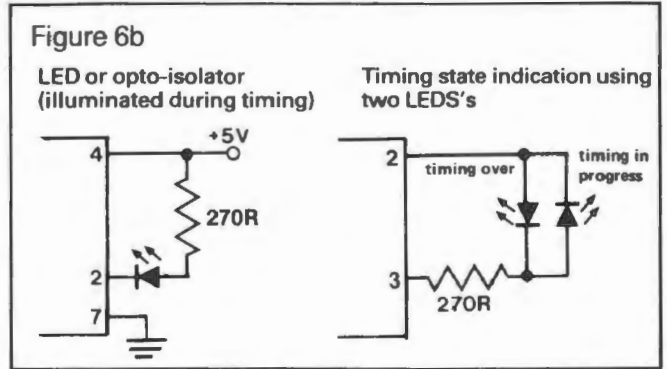 Figure 6b
LED or opto-isolator
(illuminated during timing)
4
+5V
270R
2
7
Timing state indication using
two LEDS's
2
timing over
timing in
progress
3
270R